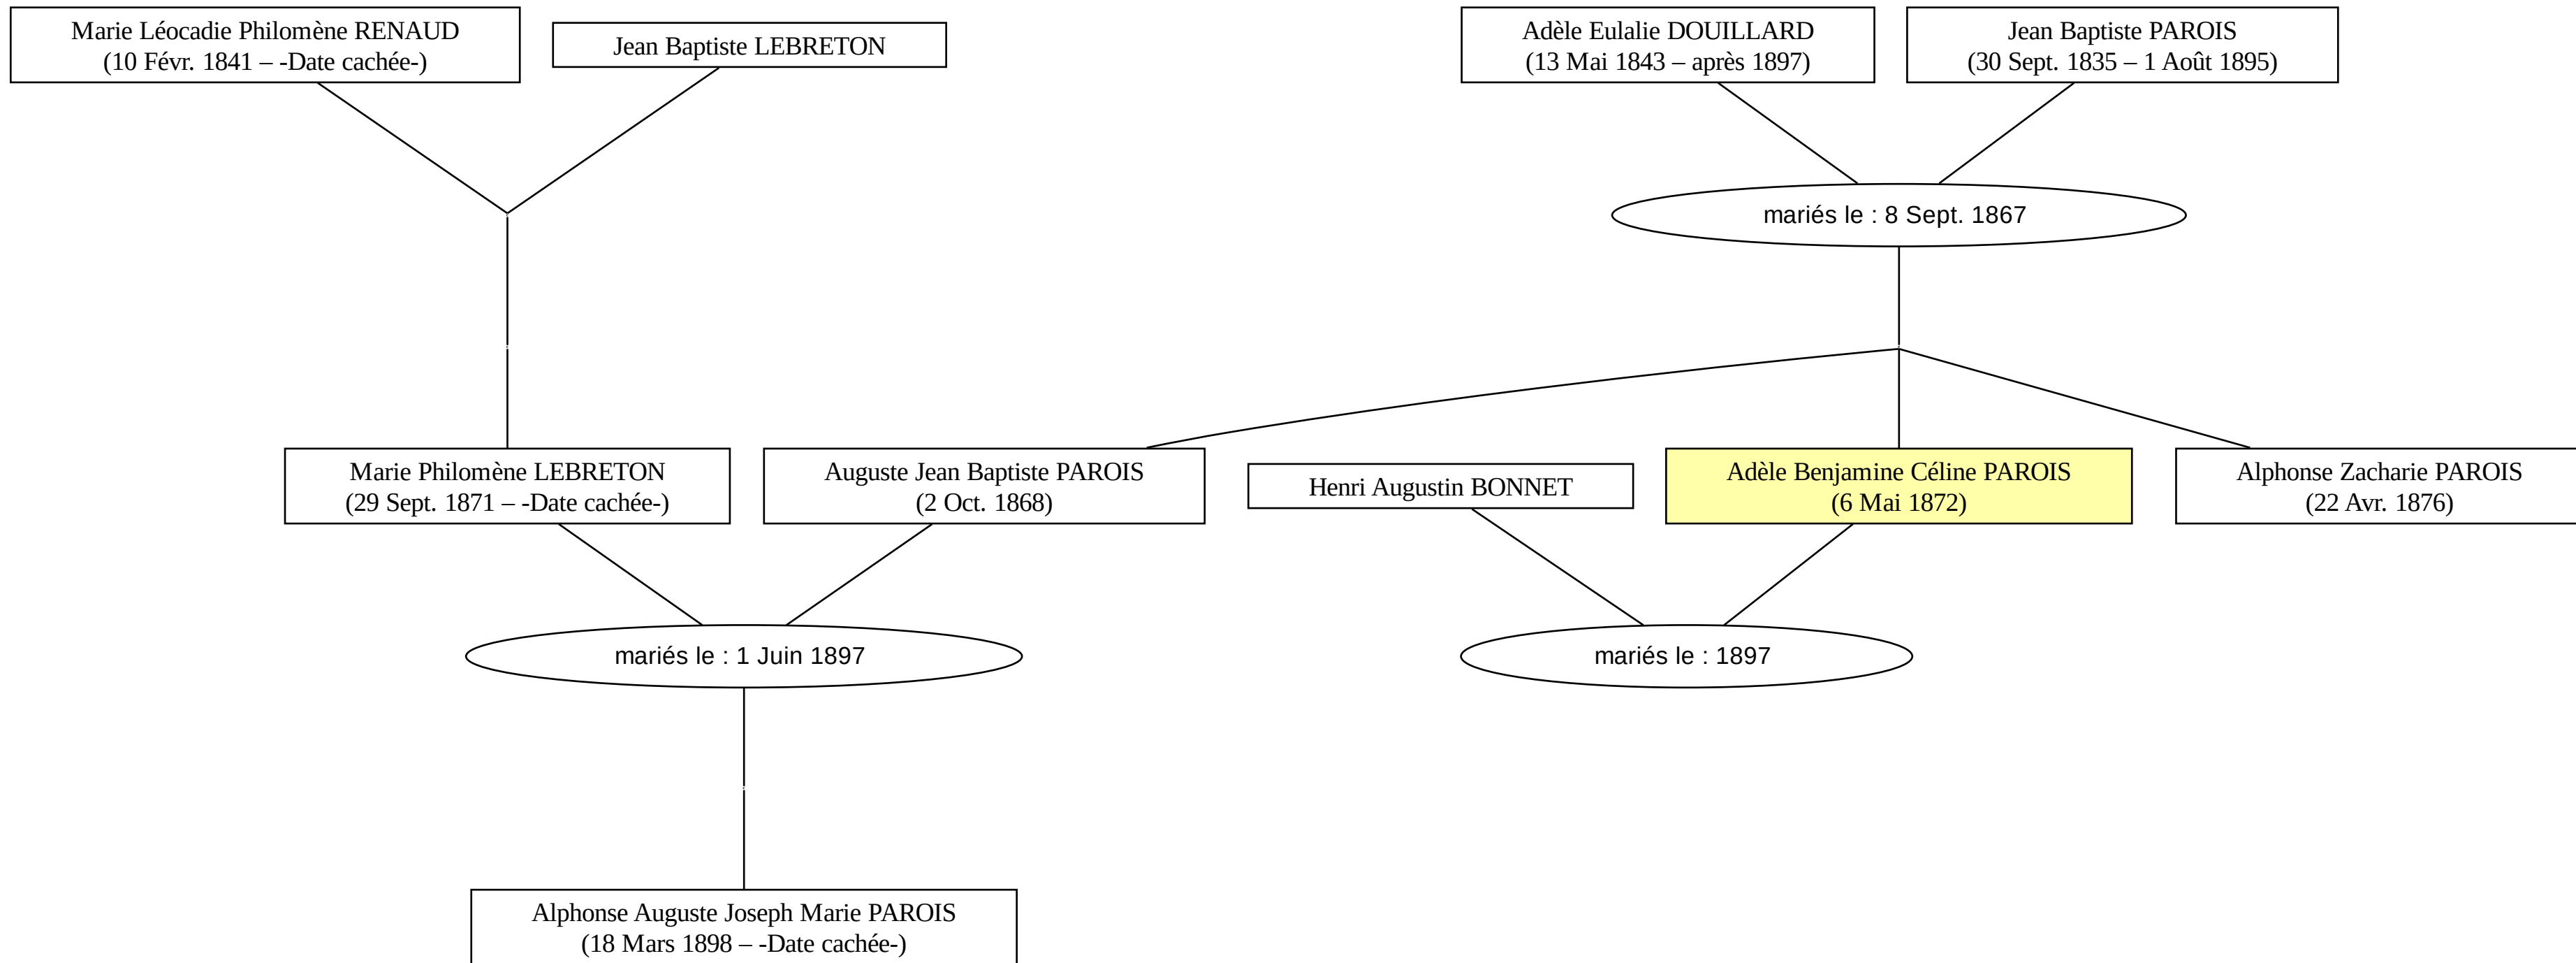 Marie Léocadie Philomène RENAUD
(10 Févr. 1841 – -Date cachée-)
Jean Baptiste LEBRETON
Adèle Eulalie DOUILLARD
(13 Mai 1843 – après 1897)
Jean Baptiste PAROIS
(30 Sept. 1835 – 1 Août 1895)
mariés le : 8 Sept. 1867
Marie Philomène LEBRETON
(29 Sept. 1871 – -Date cachée-)
Auguste Jean Baptiste PAROIS
(2 Oct. 1868)
Henri Augustin BONNET
Adèle Benjamine Céline PAROIS
(6 Mai 1872)
Alphonse Zacharie PAROIS
(22 Avr. 1876)
mariés le : 1 Juin 1897
mariés le : 1897
Alphonse Auguste Joseph Marie PAROIS
(18 Mars 1898 – -Date cachée-)